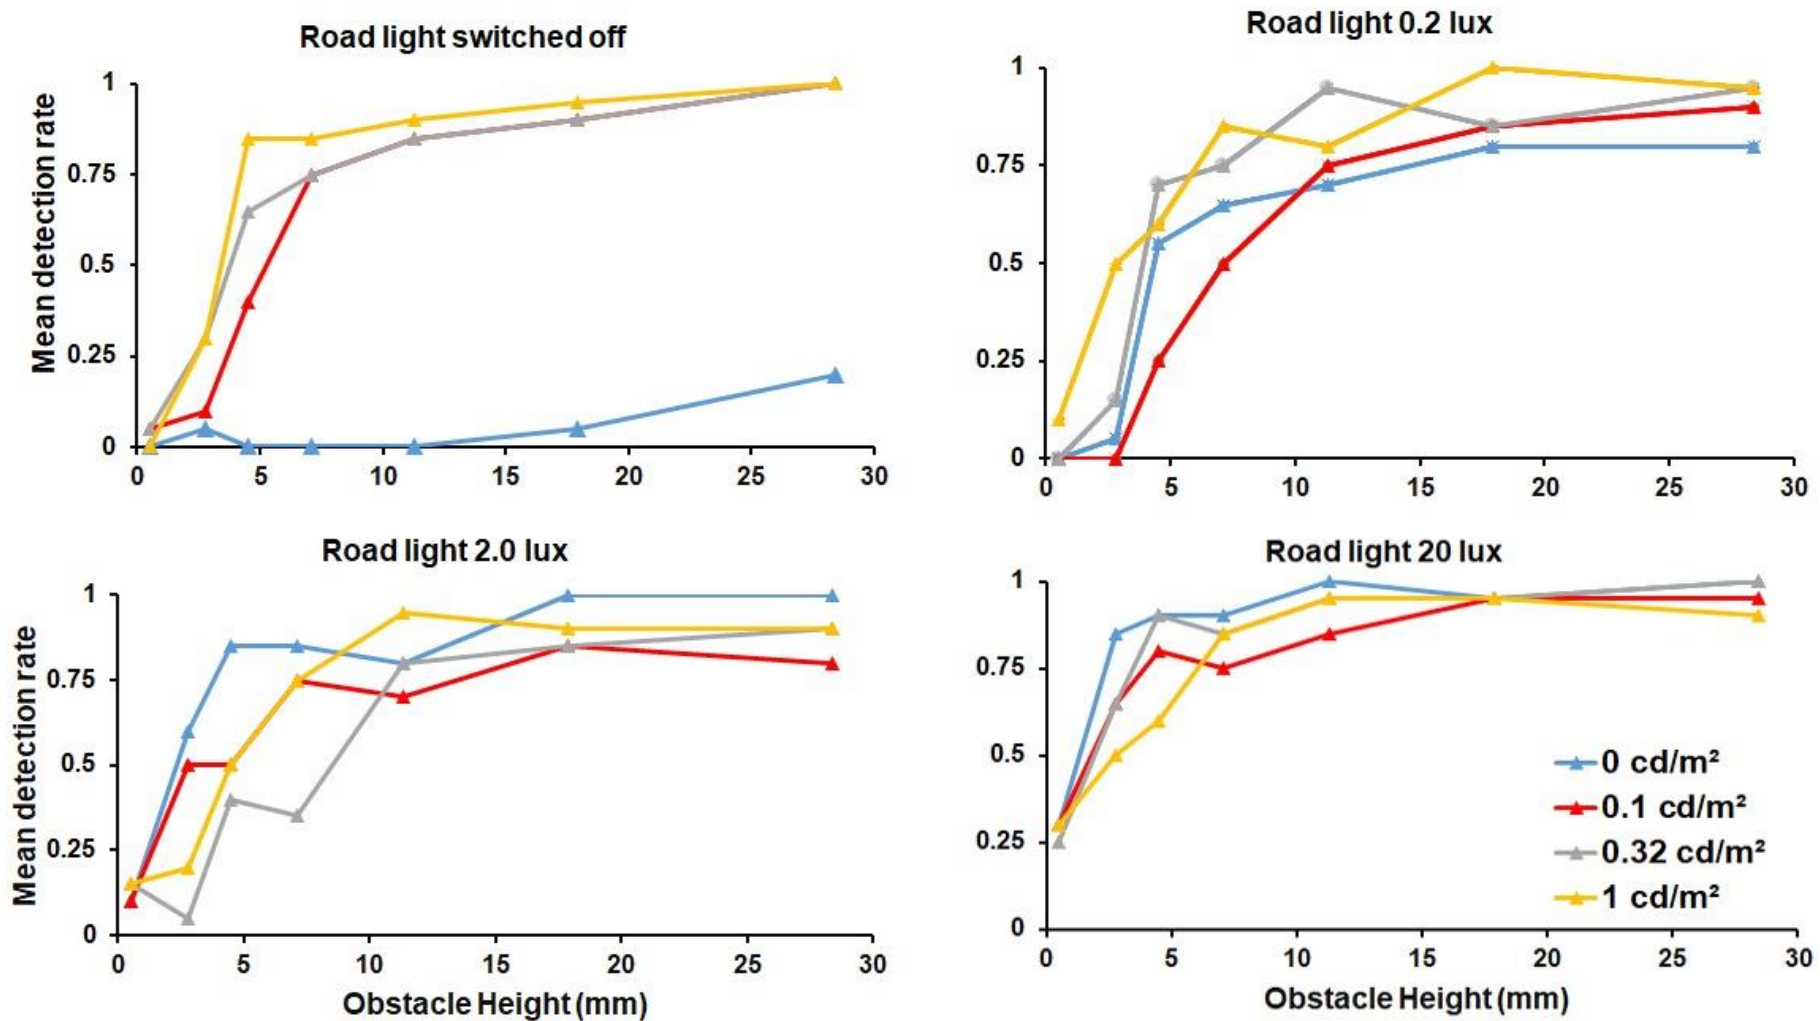 Road light switched off
Mean detection rate
1
0.75
0.5
0.25
0
0 5 10 15 20 25 30
Road light 0.2 lux
1
0.75
0.5
0.25
0
0 5 10 15 20 25 30
Road light 2.0 lux
Mean detection rate
1
0.75
0.5
0.25
0
0 5 10 15 20 25 30
Obstacle Height (mm)
Road light 20 lux
1
0.75
0.5
0.25
0
0 5 10 15 20 25 30
Obstacle Height (mm)
0 cd/m²
0.1 cd/m²
0.32 cd/m²
1 cd/m²